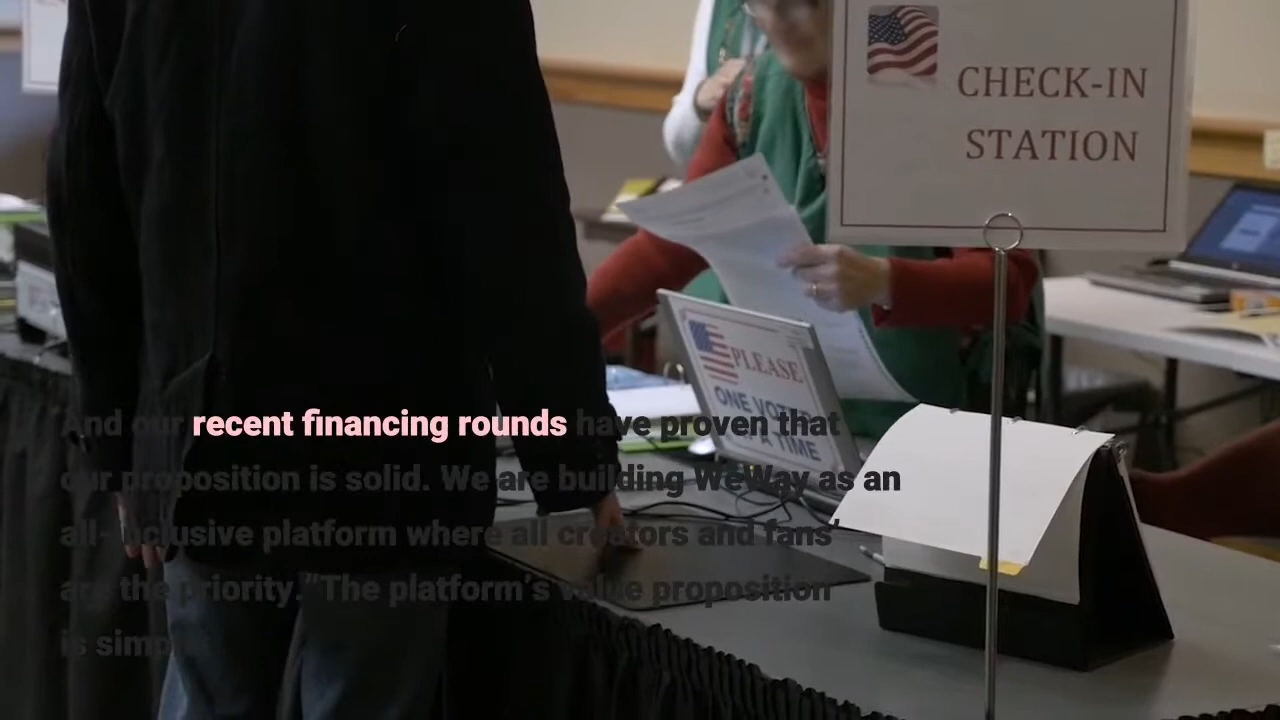 CHECK-IN
STATION
PLEASE
ONE VOTER
AT A TIME
And our recent financing rounds have proven that
our proposition is solid. We are building WeWay as an
all-inclusive platform where all creators and fans’
are the priority.”The platform’s value proposition
is simple